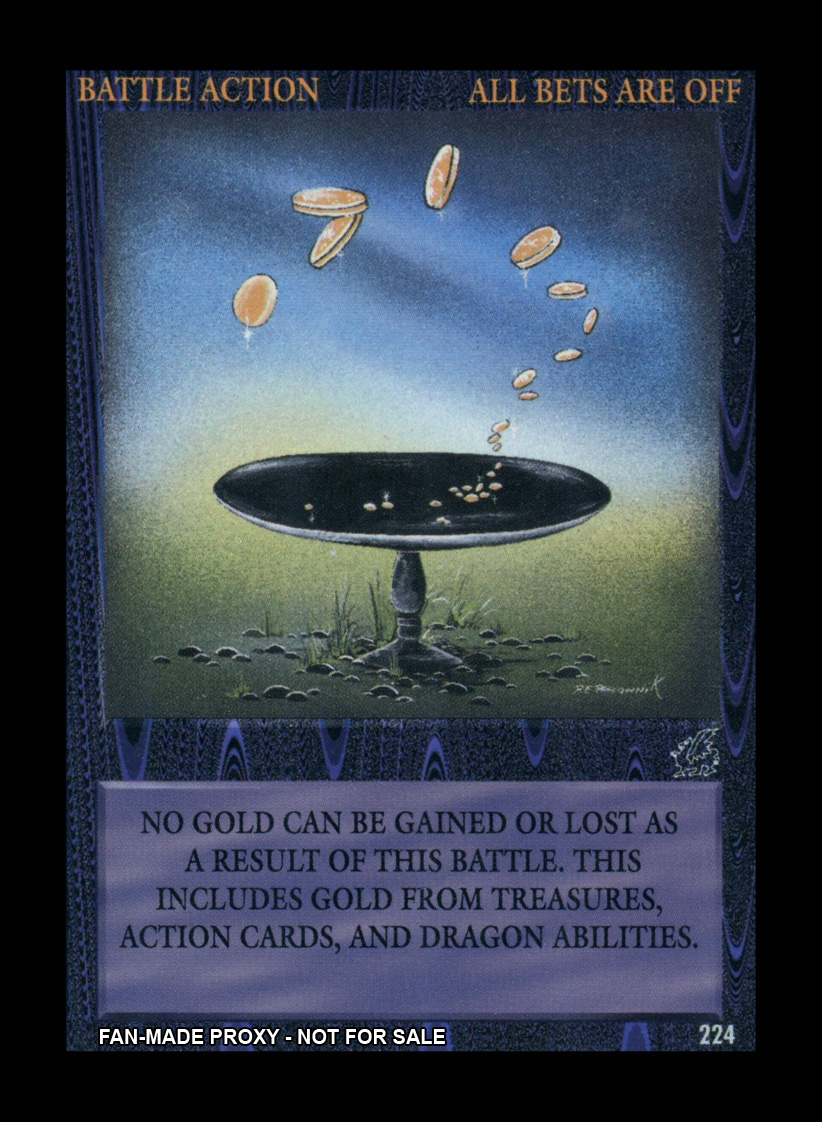 BATTLE ACTION ALL BETS ARE OFF
NO GOLD CAN BE GAINED OR LOST AS
A RESULT OF THIS BATTLE. THIS
INCLUDES GOLD FROM TREASURES,
ACTION CARDS, AND DRAGON ABILITIES.
FAN-MADE PROXY - NOT FOR SALE 224